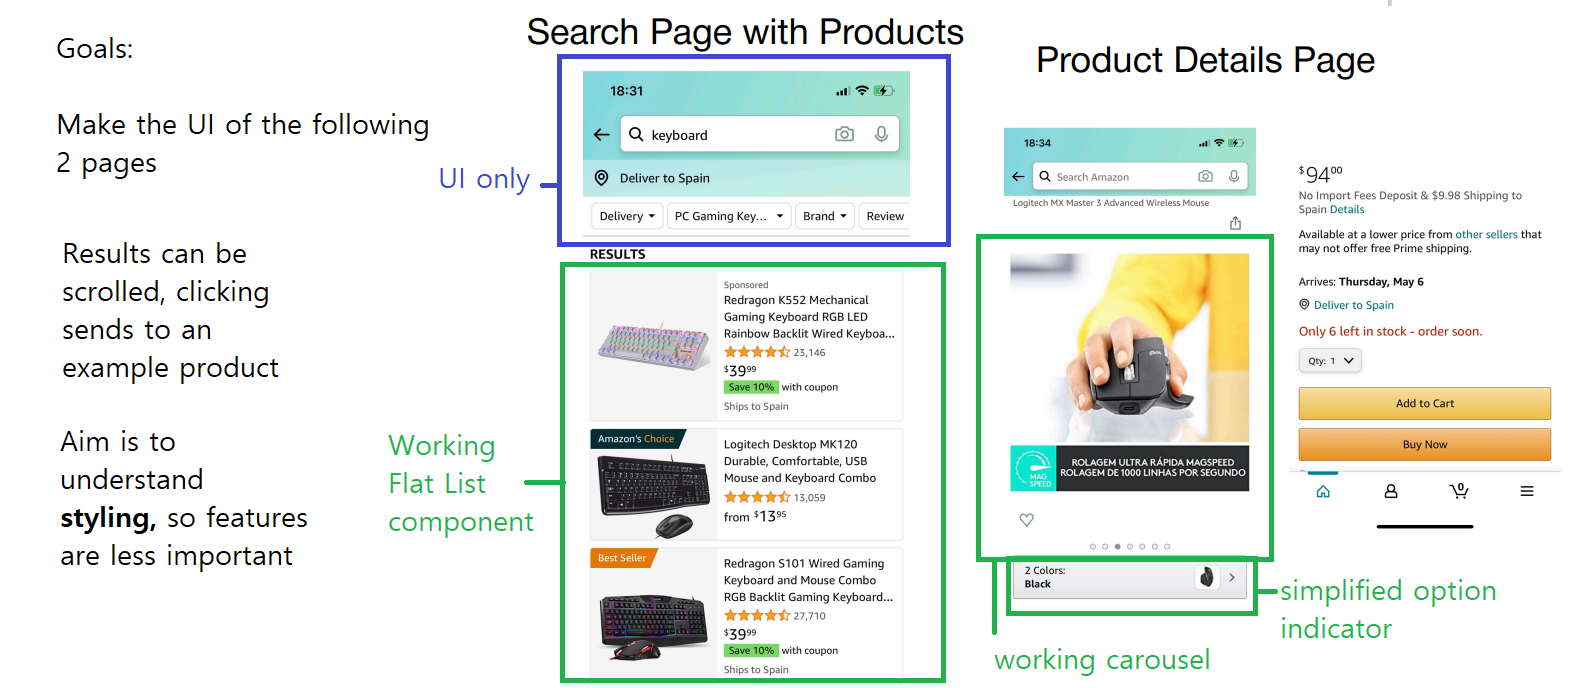 Goals:
Make the UI of the following
2 pages
Results can be
scrolled, clicking
sends to an
example product
Aim is to
understand
styling, so features
are less important
Search Page with Products
UI only
18:31
keyboard
Deliver to Spain
Delivery
PC Gaming Key...
Brand
Review
RESULTS
Working
Flat List
component
Sponsored
Redragon K552 Mechanical
Gaming Keyboard RGB LED
Rainbow Backlit Wired Keyboa...
23,146
$39⁹⁹
Save 10% with coupon
Ships to Spain
Amazon's Choice
Logitech Desktop MK120
Durable, Comfortable, USB
Mouse and Keyboard Combo
13,059
from $13⁹⁵
Best Seller
Redragon S101 Wired Gaming
Keyboard and Mouse Combo
RGB Backlit Gaming Keyboard...
27,710
$39⁹⁹
Save 10% with coupon
Ships to Spain
Product Details Page
18:34
Search Amazon
Logitech MX Master 3 Advanced Wireless Mouse
logi
MAG
SPEED
ROLAGEM ULTRA RÁPIDA MAGSPEED
ROLAGEM DE 1000 LINHAS POR SEGUNDO
2 Colors:
Black
working carousel
simplified option
indicator
$94⁰⁰
No Import Fees Deposit & $9.98 Shipping to
Spain Details
Available at a lower price from other sellers that
may not offer free Prime shipping.
Arrives: Thursday, May 6
Deliver to Spain
Only 6 left in stock - order soon.
Qty: 1
Add to Cart
Buy Now
0